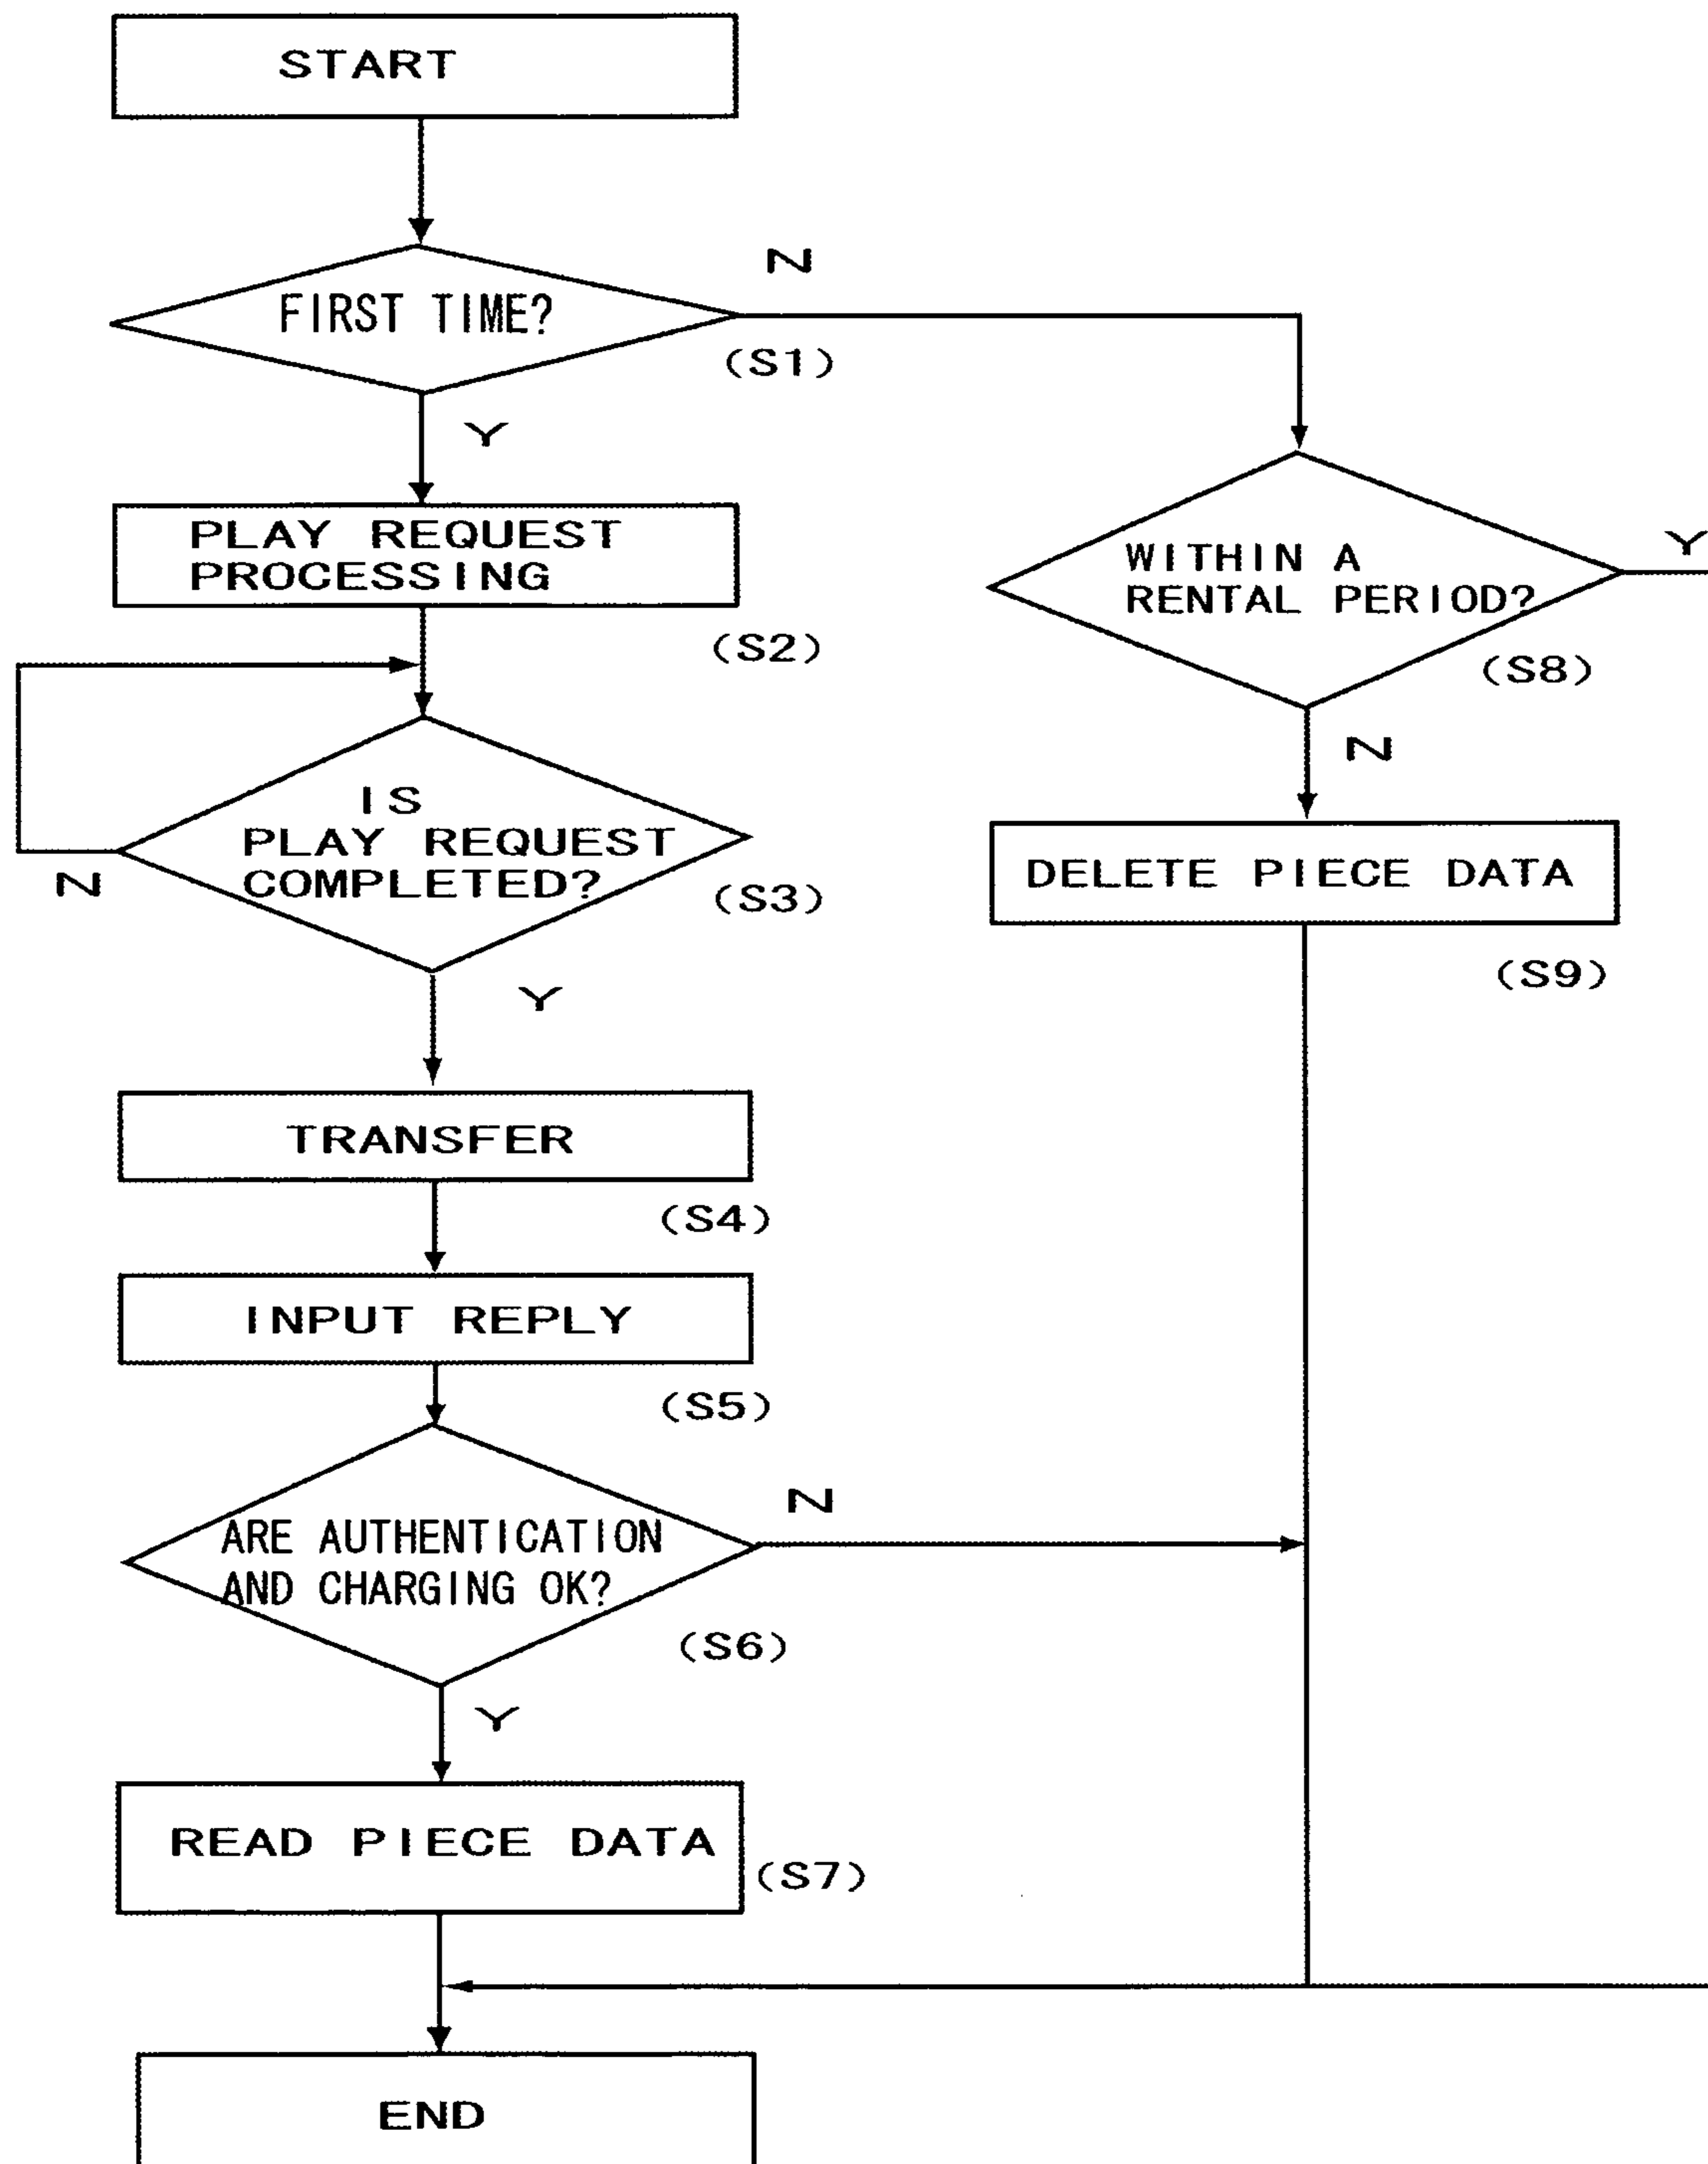 START
FIRST TIME?
N
(S1)
Y
PLAY REQUEST
PROCESSING
(S2)
IS
PLAY REQUEST
COMPLETED?
N
(S3)
Y
TRANSFER
(S4)
INPUT REPLY
(S5)
ARE AUTHENTICATION
AND CHARGING OK?
N
(S6)
Y
READ PIECE DATA
(S7)
END
WITHIN A
RENTAL PERIOD?
Y
(S8)
N
DELETE PIECE DATA
(S9)